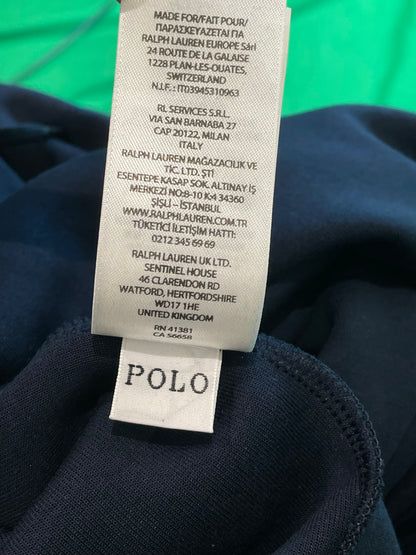 MADE FOR/FAIT POUR/
ΠΑΡΑΣΚΕΥΑΖΕΤΑΙ ΓΙΑ
RALPH LAUREN EUROPE Sárl
24 ROUTE DE LA GALAISE
1228 PLAN-LES-OUATES,
SWITZERLAND
N.I.F.: IT03945310963
RL SERVICES S.R.L.
VIA SAN BARNABA 27
CAP 20122, MILAN
ITALY
RALPH LAUREN MAĞAZACILIK VE
TİC. LTD. ŞTİ
ESENTEPE KASAP SOK. ALTINAY İŞ
MERKEZİ NO:8-10 K:4 34360
ŞİŞLİ – İSTANBUL
WWW.RALPHLAUREN.COM.TR
TÜKETİCİ İLETİŞİM HATTI:
0212 345 69 69
RALPH LAUREN UK LTD.
SENTINEL HOUSE
46 CLARENDON RD
WATFORD, HERTFORDSHIRE
WD17 1HE
UNITED KINGDOM
RN 41381
CA 56658
POLO